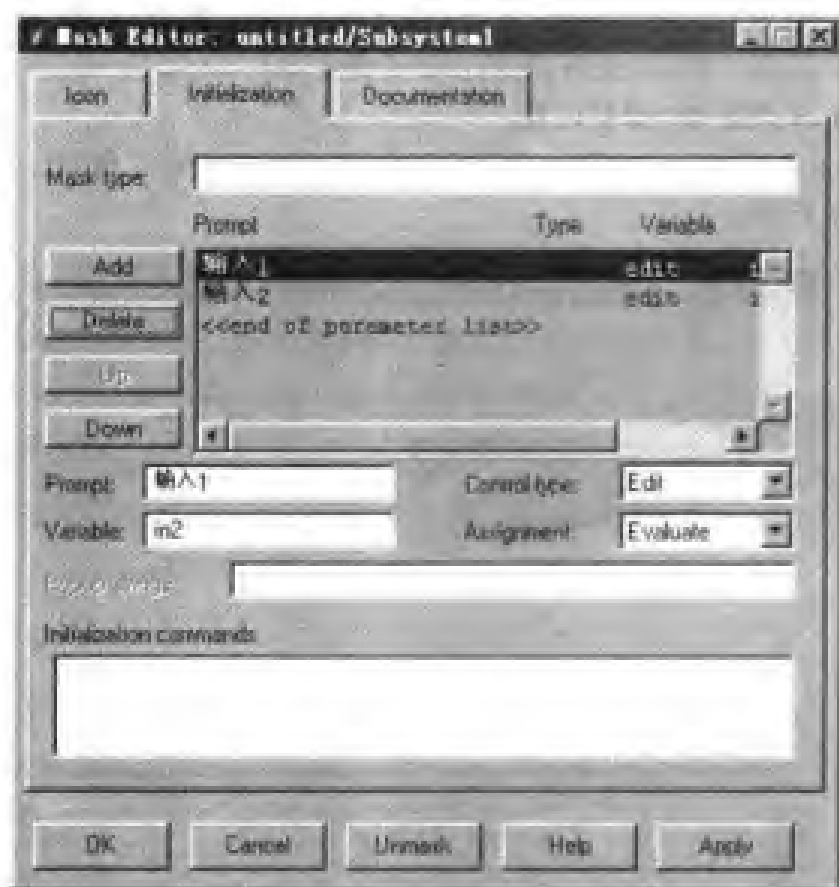 Mask Editor: untitled/Subsystem1
Icon Initialization Documentation
Mask type:
Prompt Type Variable
Add
输入1 edit i
输入2 edit i
Delete
<<end of parameter list>>
Up
Down
Prompt: 输入1 Control type: Edit
Variable: in2 Assignment: Evaluate
Popup strings:
Initialization commands
OK Cancel Unmask Help Apply